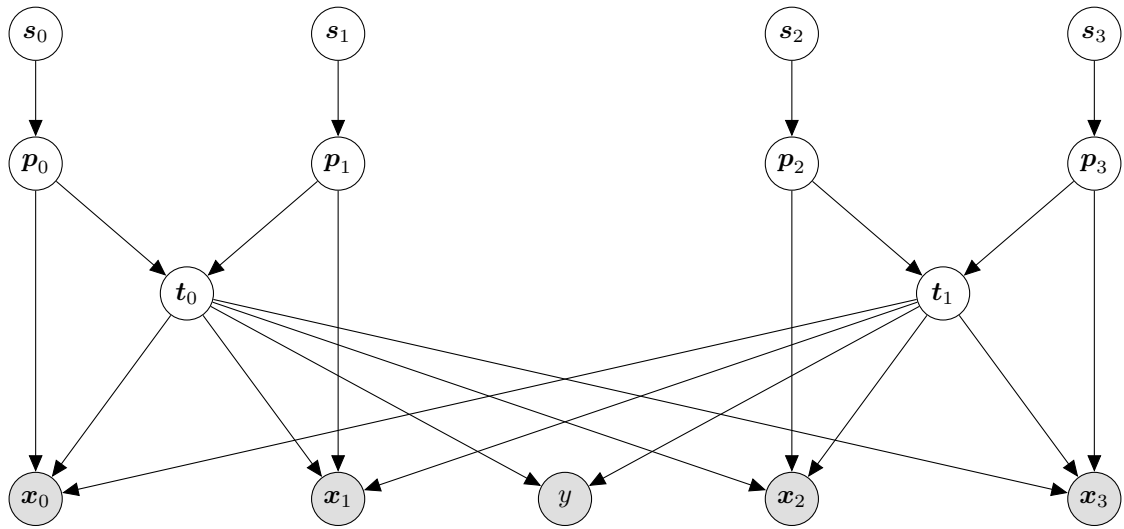 s₀ s₁ s₂ s₃
p₀ p₁ p₂ p₃
t₀ t₁
x₀ x₁ y x₂ x₃